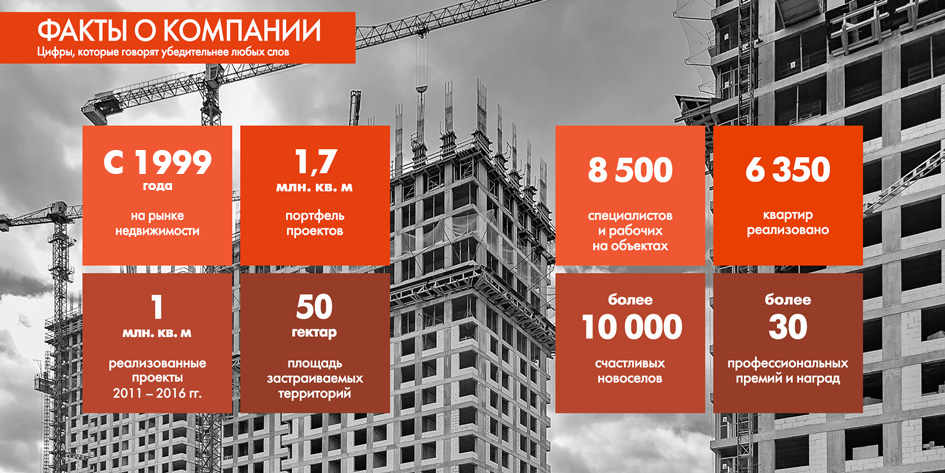 ФАКТЫ О КОМПАНИИ
Цифры, которые говорят убедительнее любых слов
С 1999
года
на рынке
недвижимости
1,7
млн. кв. м
портфель
проектов
8 500
специалистов
и рабочих
на объектах
6 350
квартир
реализовано
1
млн. кв. м
реализованные
проекты
2011 – 2016 гг.
50
гектар
площадь
застраиваемых
территорий
более
10 000
счастливых
новоселов
более
30
профессиональных
премий и наград